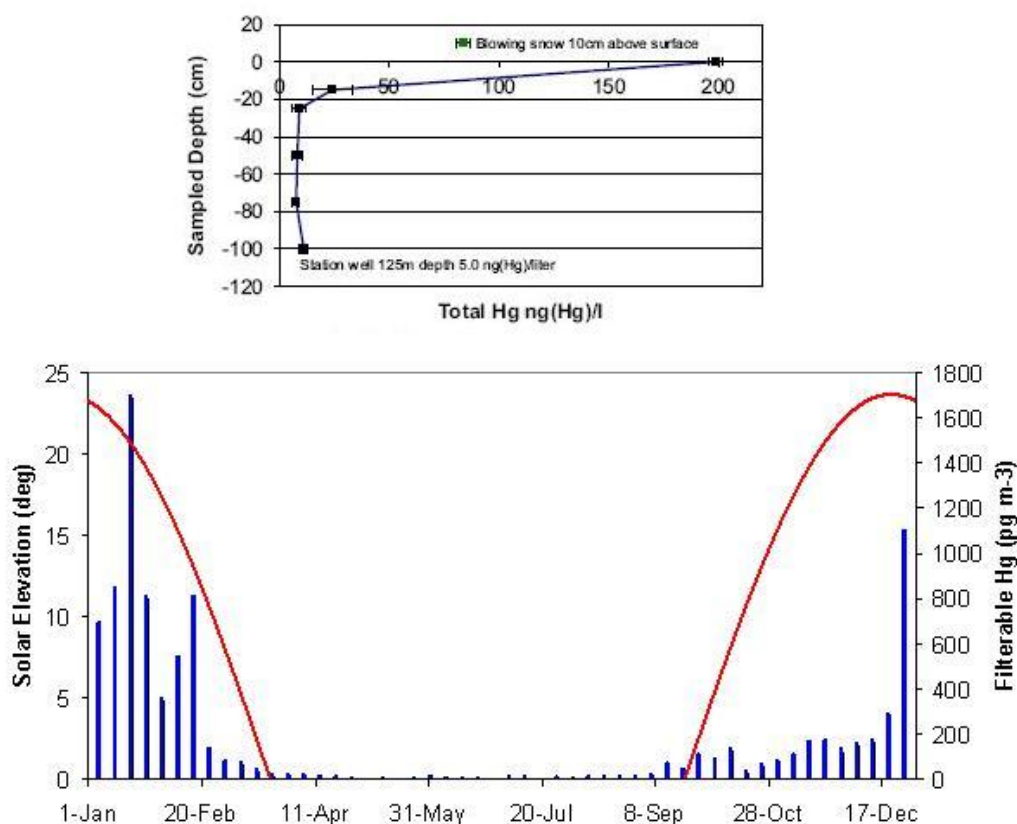 20
Blowing snow 10cm above surface
0
0 50 100 150 200
-20
-40
-60
-80
-100
Station well 125m depth 5.0 ng(Hg)/liter
-120
Sampled Depth (cm)
Total Hg ng(Hg)/l
25 1800
1600
20
1400
1200
15
1000
800
10
600
400
5
200
0 0
Solar Elevation (deg)
Filterable Hg (pg m-3)
1-Jan 20-Feb 11-Apr 31-May 20-Jul 8-Sep 28-Oct 17-Dec